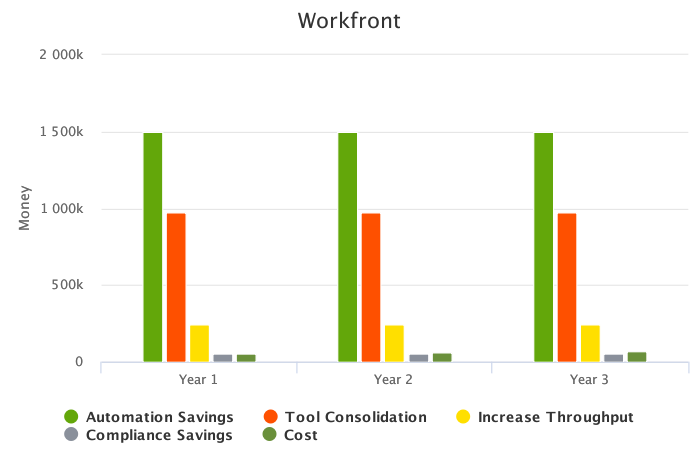 Workfront
2 000k
1 500k
1 000k
500k
0
Money
Year 1 Year 2 Year 3
Automation Savings Tool Consolidation Increase Throughput
Compliance Savings Cost